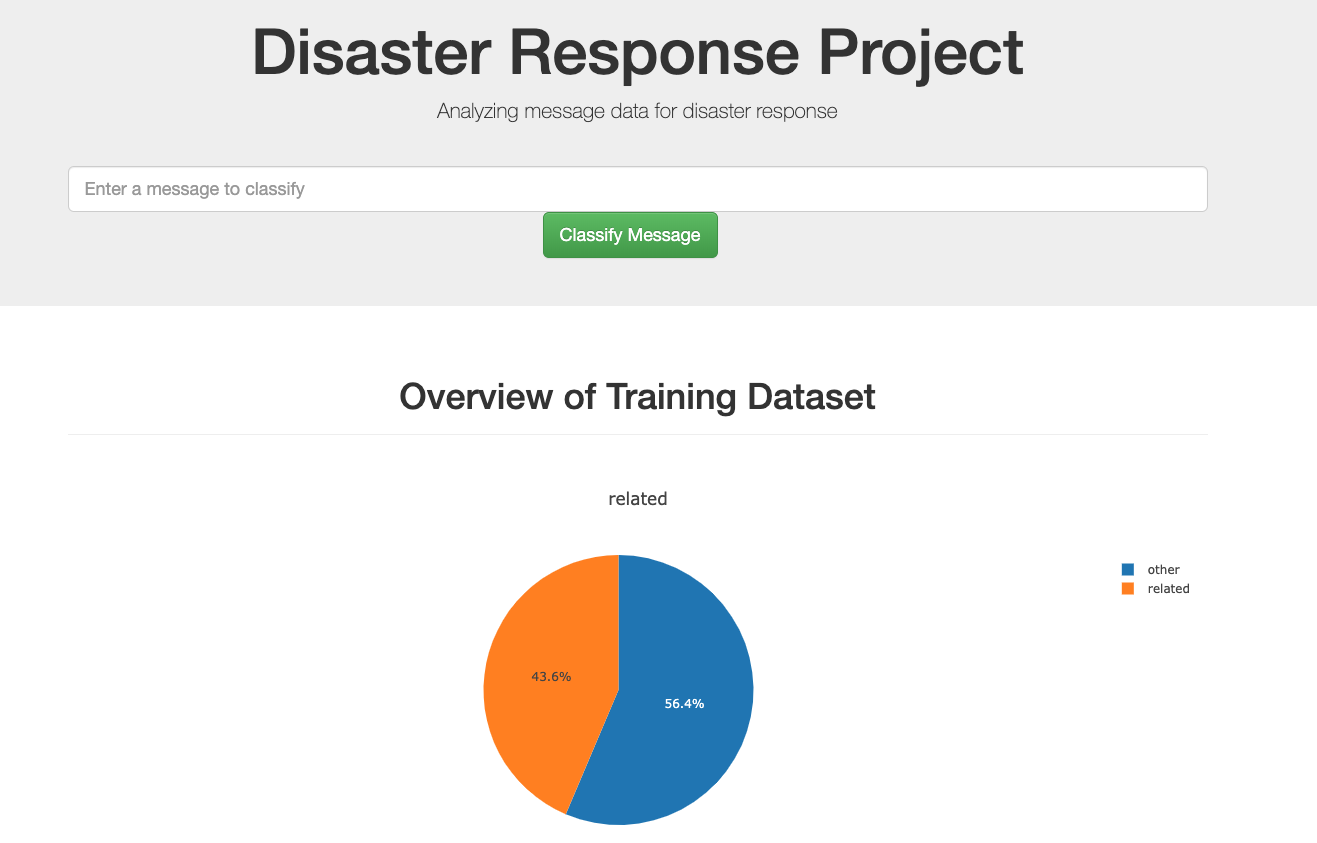 Disaster Response Project
Analyzing message data for disaster response
Enter a message to classify
Classify Message
Overview of Training Dataset
related
other
related
43.6%
56.4%